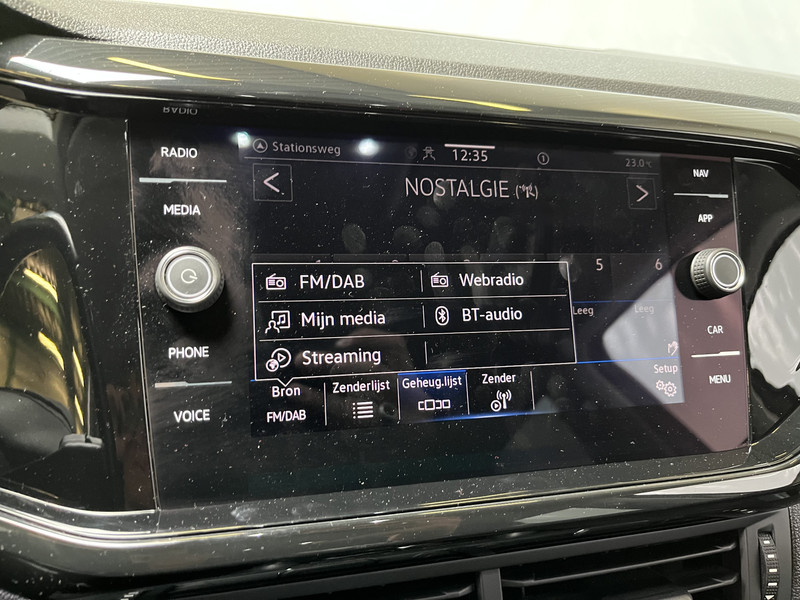 RADIO
MEDIA
PHONE
VOICE
Stationsweg
12:35
1
23.0°C
<
NOSTALGIE
>
5 6
Leeg Leeg
FM/DAB Webradio
Mijn media BT-audio
Streaming
Bron
FM/DAB
Zenderlijst
Geheug.lijst
Zender
Setup
NAV
APP
CAR
MENU